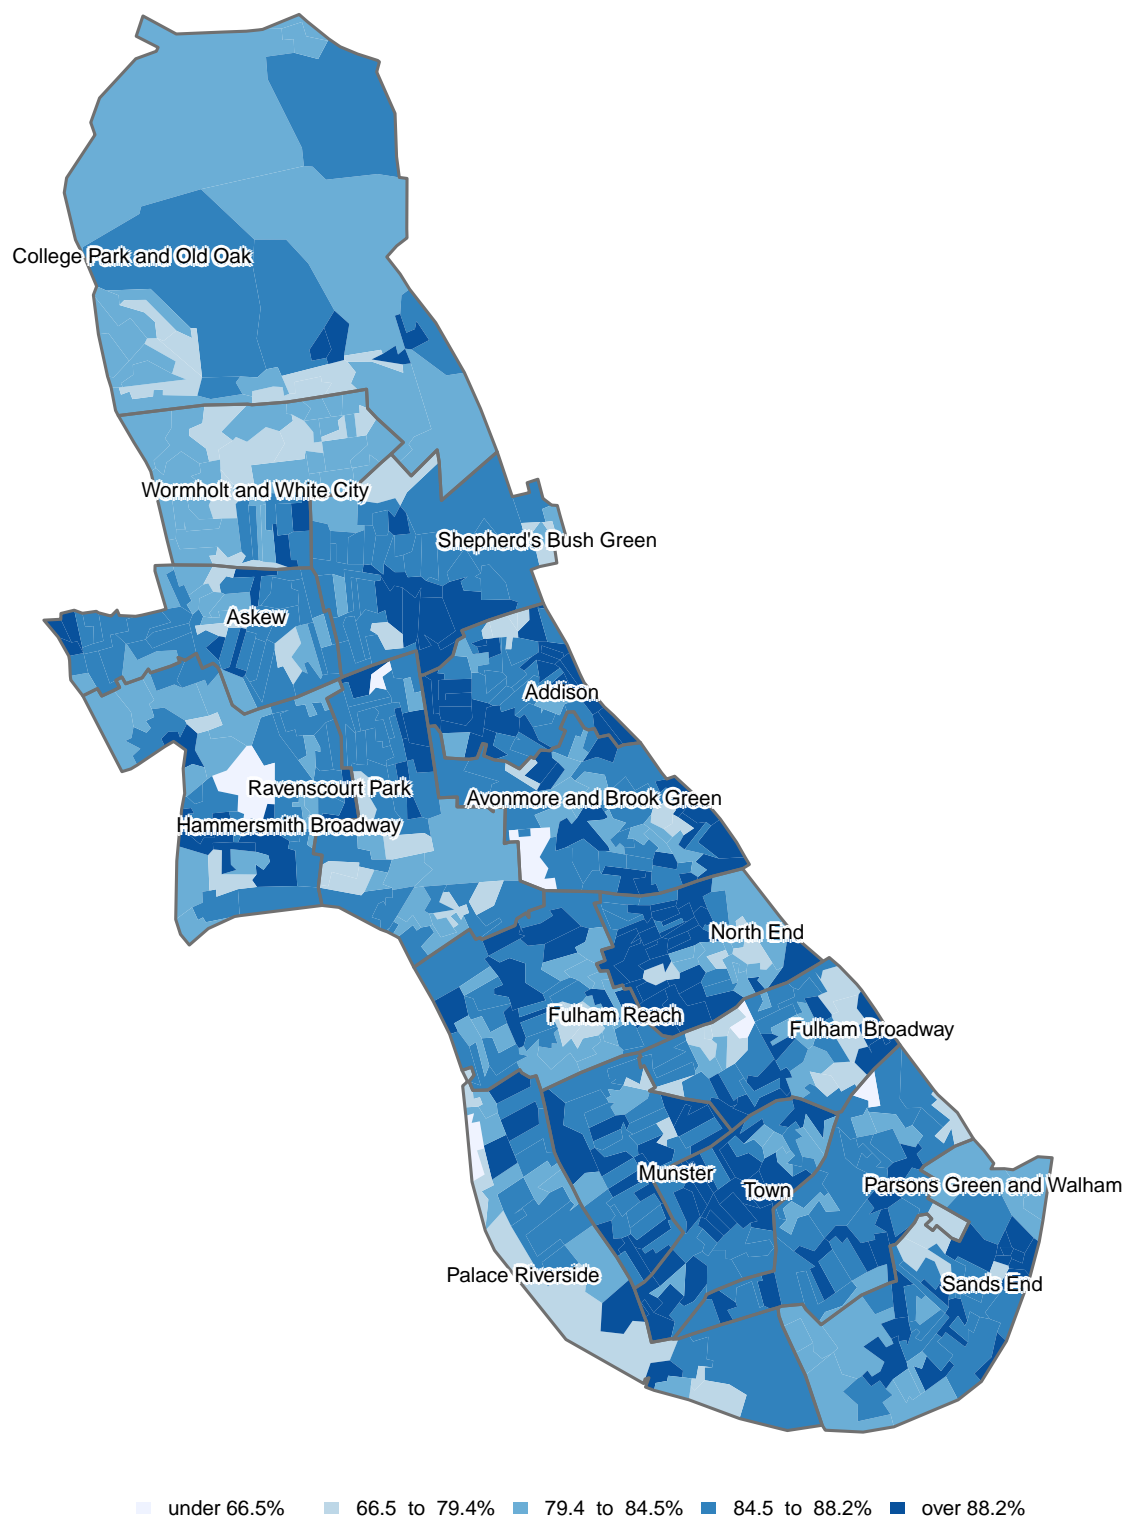 College Park and Old Oak
Wormholt and White City
Shepherd's Bush Green
Askew
Addison
Ravenscourt Park
Avonmore and Brook Green
Hammersmith Broadway
North End
Fulham Reach
Fulham Broadway
Munster
Town
Parsons Green and Walham
Palace Riverside
Sands End
under 66.5% 66.5 to 79.4% 79.4 to 84.5% 84.5 to 88.2% over 88.2%